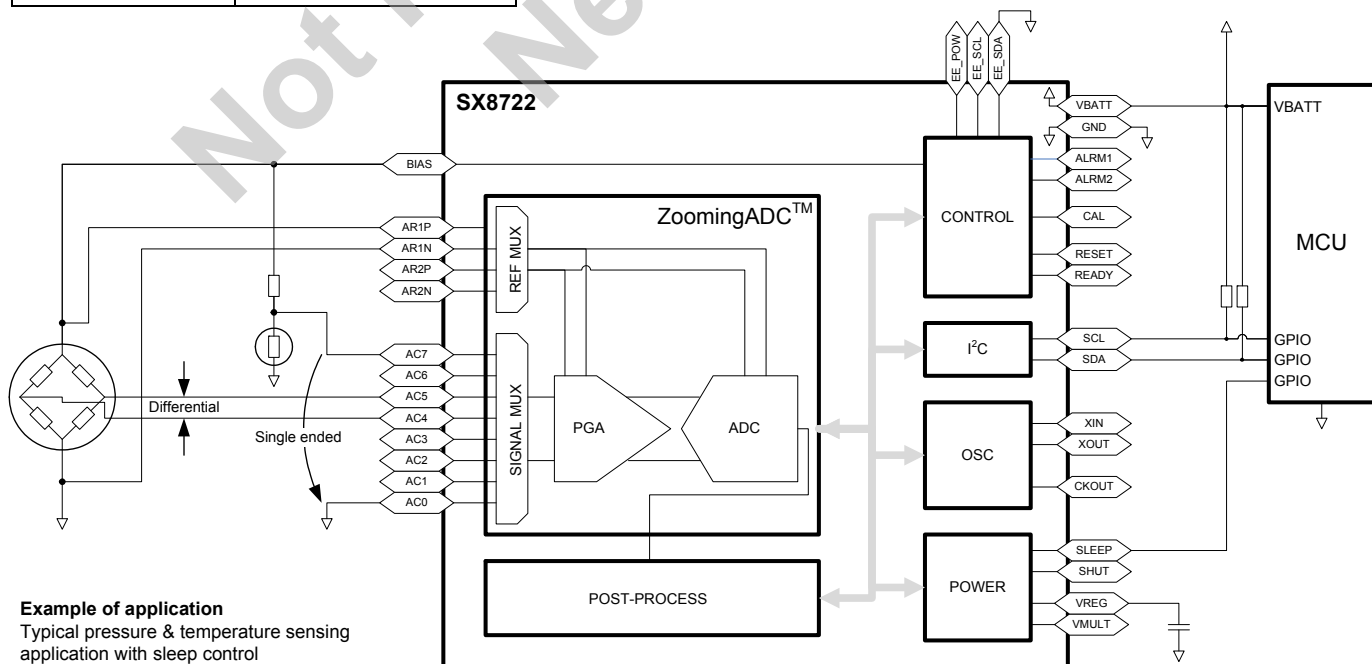 Not
Ne
EE_POW
EE_SCL
EE_SDA
SX8722
VBATT
GND
VBATT
BIAS
ALRM1
ALRM2
ZoomingADC™
CONTROL
CAL
MCU
AR1P
AR1N
AR2P
AR2N
REF MUX
RESET
READY
I²C
SCL
SDA
GPIO
GPIO
GPIO
AC7
AC6
AC5
AC4
AC3
AC2
AC1
AC0
Differential
Single ended
SIGNAL MUX
PGA
ADC
OSC
XIN
XOUT
CKOUT
POST-PROCESS
POWER
SLEEP
SHUT
VREG
VMULT
Example of application
Typical pressure & temperature sensing
application with sleep control